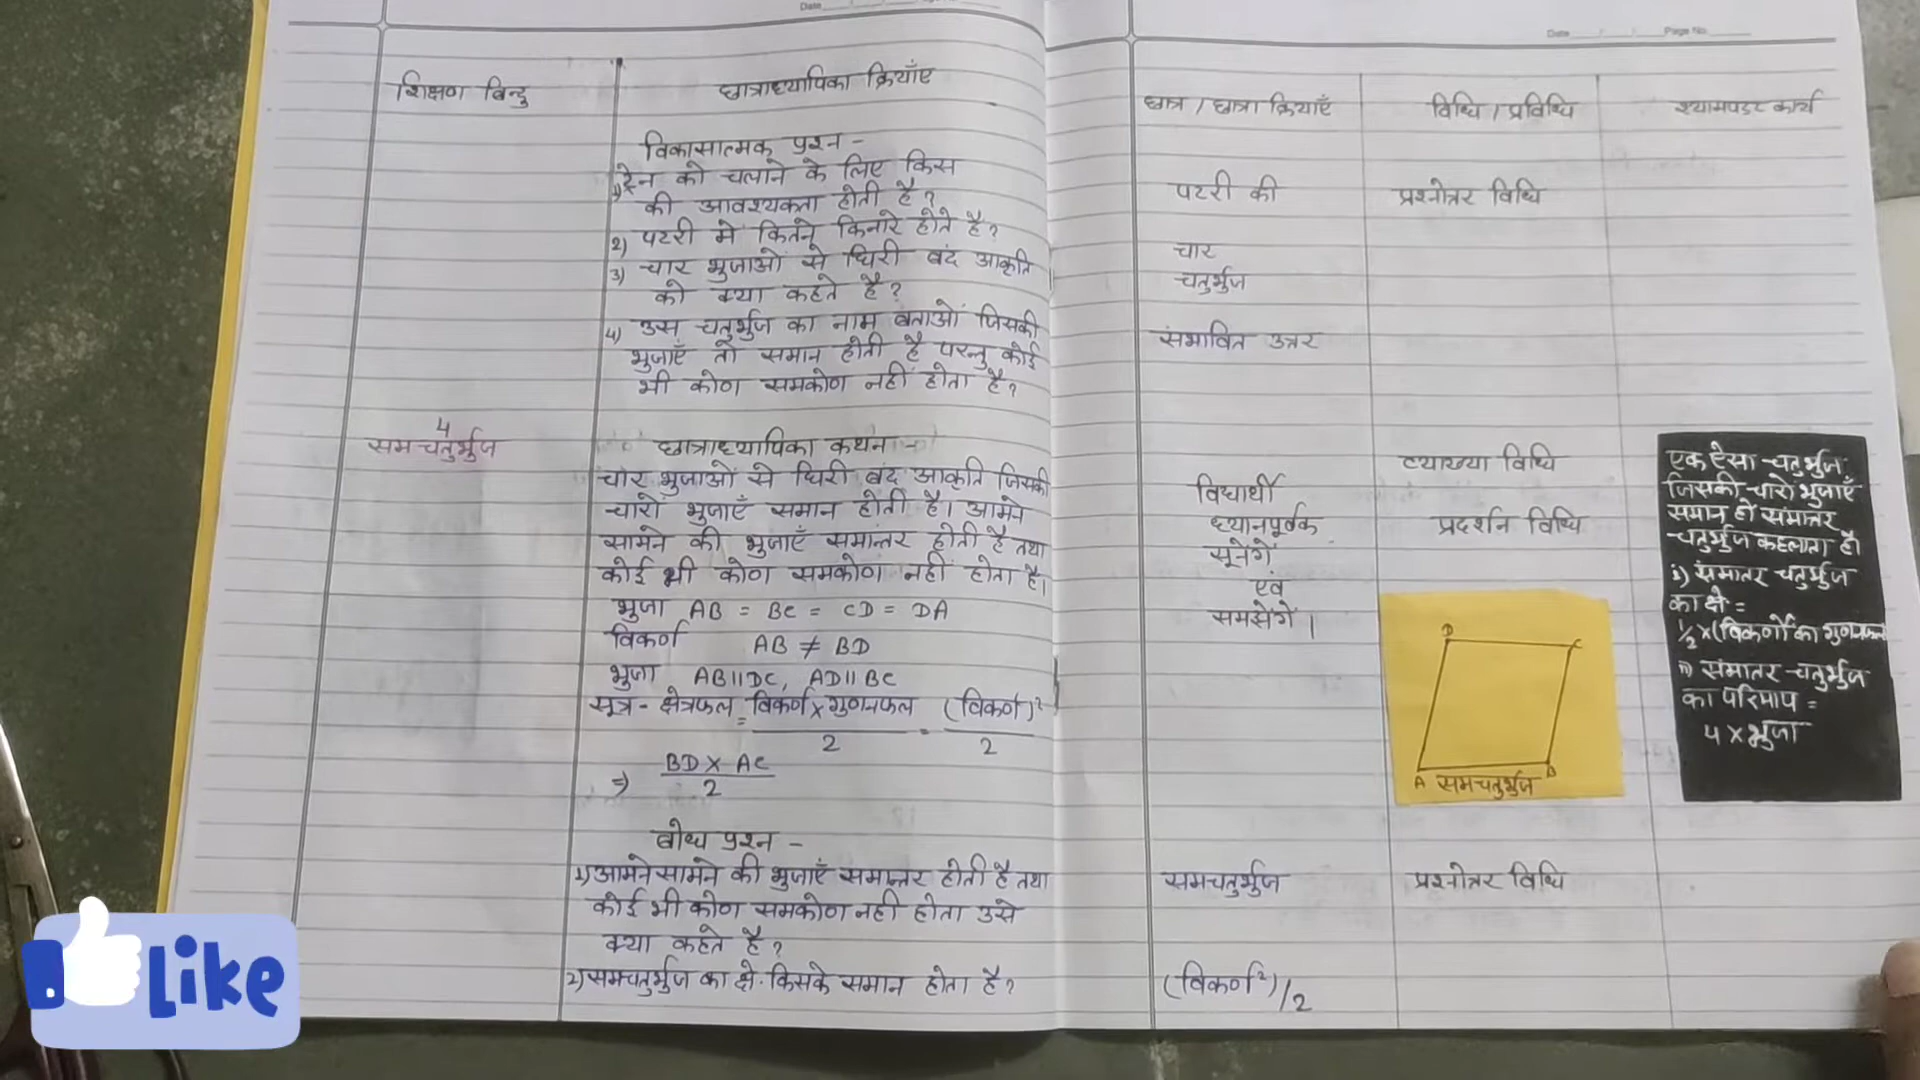 Date
Date Page No.
शिक्षण बिन्दु
छात्राध्यापिका क्रियाएँ
छात्र / छात्रा क्रियाएँ
विधि / प्रविधि
श्यामपट्ट कार्य
विकासात्मक प्रश्न -
1) ट्रेन को चलाने के लिए किस
की आवश्यकता होती है?
पटरी की
प्रश्नोत्तर विधि
2) पटरी में कितने किनारे होते है?
चार
3) चार भुजाओं से घिरी बंद आकृति
को क्या कहते है?
चतुर्भुज
4) उस चतुर्भुज का नाम बताओं जिसकी
भुजाएँ तो समान होती है परन्तु कोई
भी कोण समकोण नहीं होता है?
संभावित उत्तर
4
समचतुर्भुज
छात्राध्यापिका कथन -
चार भुजाओं से घिरी बंद आकृति जिसकी
चारों भुजाएँ समान होती है। आमने
सामने की भुजाएँ समांन्तर होती है तथा
कोई भी कोण समकोण नहीं होता है।
भुजा AB = BC = CD = DA
विकर्ण AB ≠ BD
भुजा AB||DC, AD||BC
सूत्र - क्षेत्रफल = विकर्ण × गुणनफल / 2 = (विकर्ण)² / 2
⇒ BD × AC / 2
विद्यार्थी
ध्यानपूर्वक
सूनेंगें
एवं
समझेंगें।
व्याख्या विधि
प्रदर्शन विधि
D C
A B
समचतुर्भुज
एक ऐसा चतुर्भुज
जिसकी चारों भुजाएँ
समान हो समान्तर
चतुर्भुज कहलाता है।
i) समांतर चतुर्भुज
का क्षे =
1/2 × (विकर्णों का गुणनफल
ii) समांतर चतुर्भुज
का परिमाप =
4 × भुजा
बोध प्रश्न -
1) आमने सामने की भुजाएँ समान्तर होती है तथा
कोई भी कोण समकोण नही होता उसे
क्या कहते है?
समचतुर्भुज
प्रश्नोत्तर विधि
2) समचतुर्भुज का क्षे. किसके समान होता है?
(विकर्ण²)/2
Like